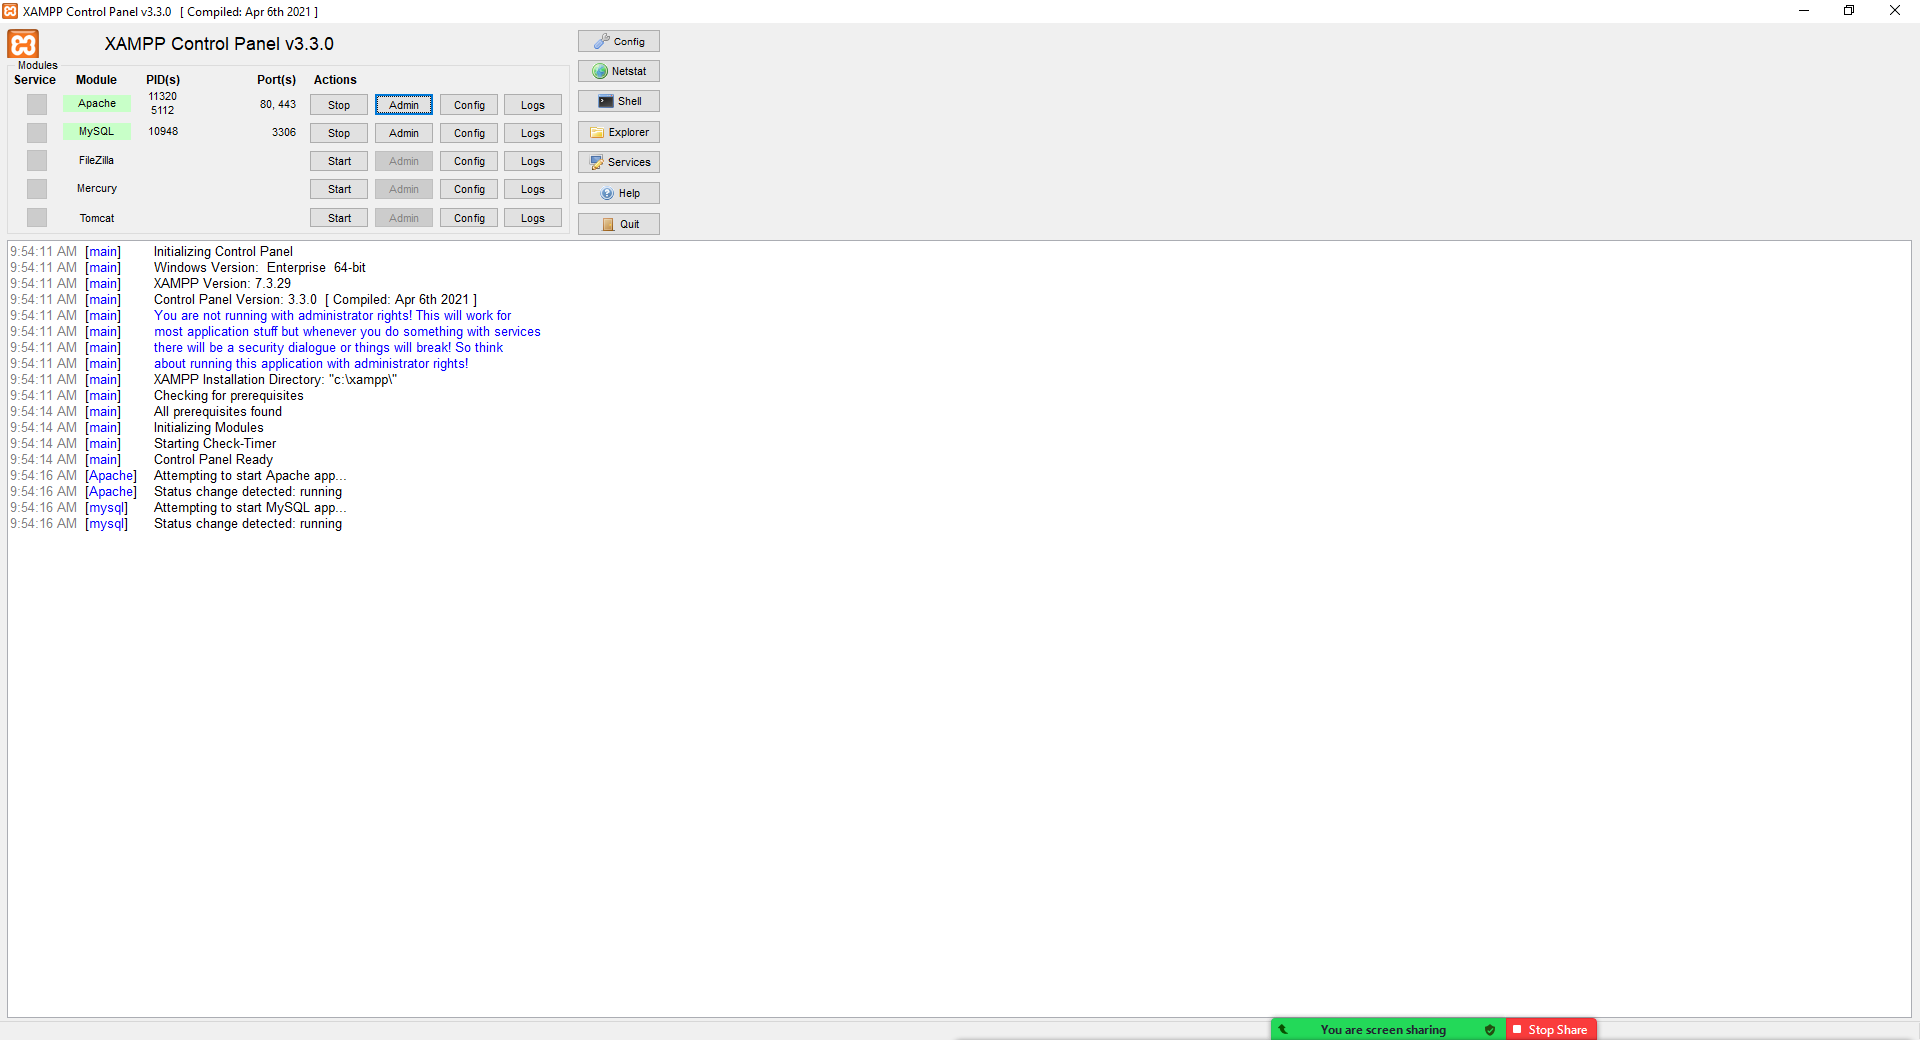 XAMPP Control Panel v3.3.0   [ Compiled: Apr 6th 2021 ]
XAMPP Control Panel v3.3.0
Config
Modules
Netstat
Service Module PID(s) Port(s) Actions
Apache 11320 5112 80, 443 Stop Admin Config Logs
Shell
MySQL 10948 3306 Stop Admin Config Logs
Explorer
FileZilla Start Admin Config Logs
Services
Mercury Start Admin Config Logs
Help
Tomcat Start Admin Config Logs
Quit
9:54:11 AM [main] Initializing Control Panel
9:54:11 AM [main] Windows Version:  Enterprise  64-bit
9:54:11 AM [main] XAMPP Version: 7.3.29
9:54:11 AM [main] Control Panel Version: 3.3.0  [ Compiled: Apr 6th 2021 ]
9:54:11 AM [main] You are not running with administrator rights! This will work for
9:54:11 AM [main] most application stuff but whenever you do something with services
9:54:11 AM [main] there will be a security dialogue or things will break! So think
9:54:11 AM [main] about running this application with administrator rights!
9:54:11 AM [main] XAMPP Installation Directory: "c:\xampp\"
9:54:11 AM [main] Checking for prerequisites
9:54:14 AM [main] All prerequisites found
9:54:14 AM [main] Initializing Modules
9:54:14 AM [main] Starting Check-Timer
9:54:14 AM [main] Control Panel Ready
9:54:16 AM [Apache] Attempting to start Apache app...
9:54:16 AM [Apache] Status change detected: running
9:54:16 AM [mysql] Attempting to start MySQL app...
9:54:16 AM [mysql] Status change detected: running
You are screen sharing Stop Share